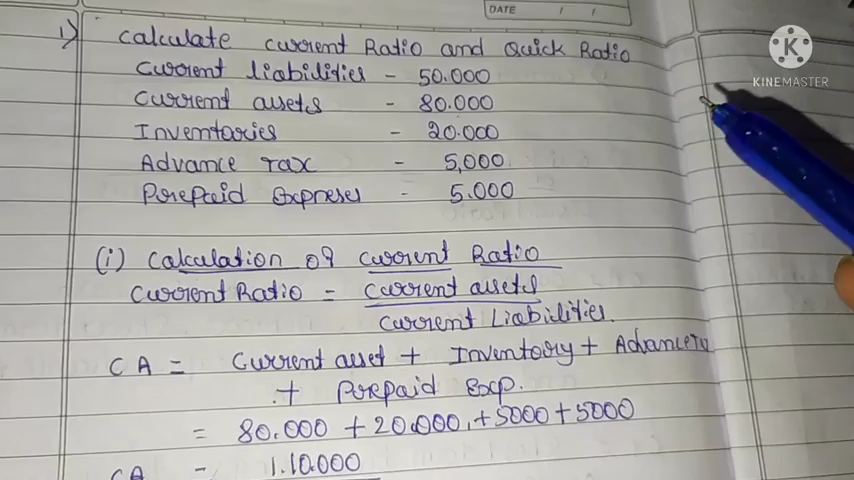 DATE / /
K
KINEMASTER
1) Calculate current Ratio and Quick Ratio
Current liabilities - 50.000
Current assets - 80.000
Inventories - 20.000
Advance Tax - 5,000
Prepaid Expneses - 5.000
(i) Calculation of Current Ratio
Current Ratio = Current assets
Current Liabilities.
CA = Current asset + Inventory + Advance Tax
+ Prepaid Exp.
= 80.000 + 20.000, + 5000 + 5000
CA = 1.10.000